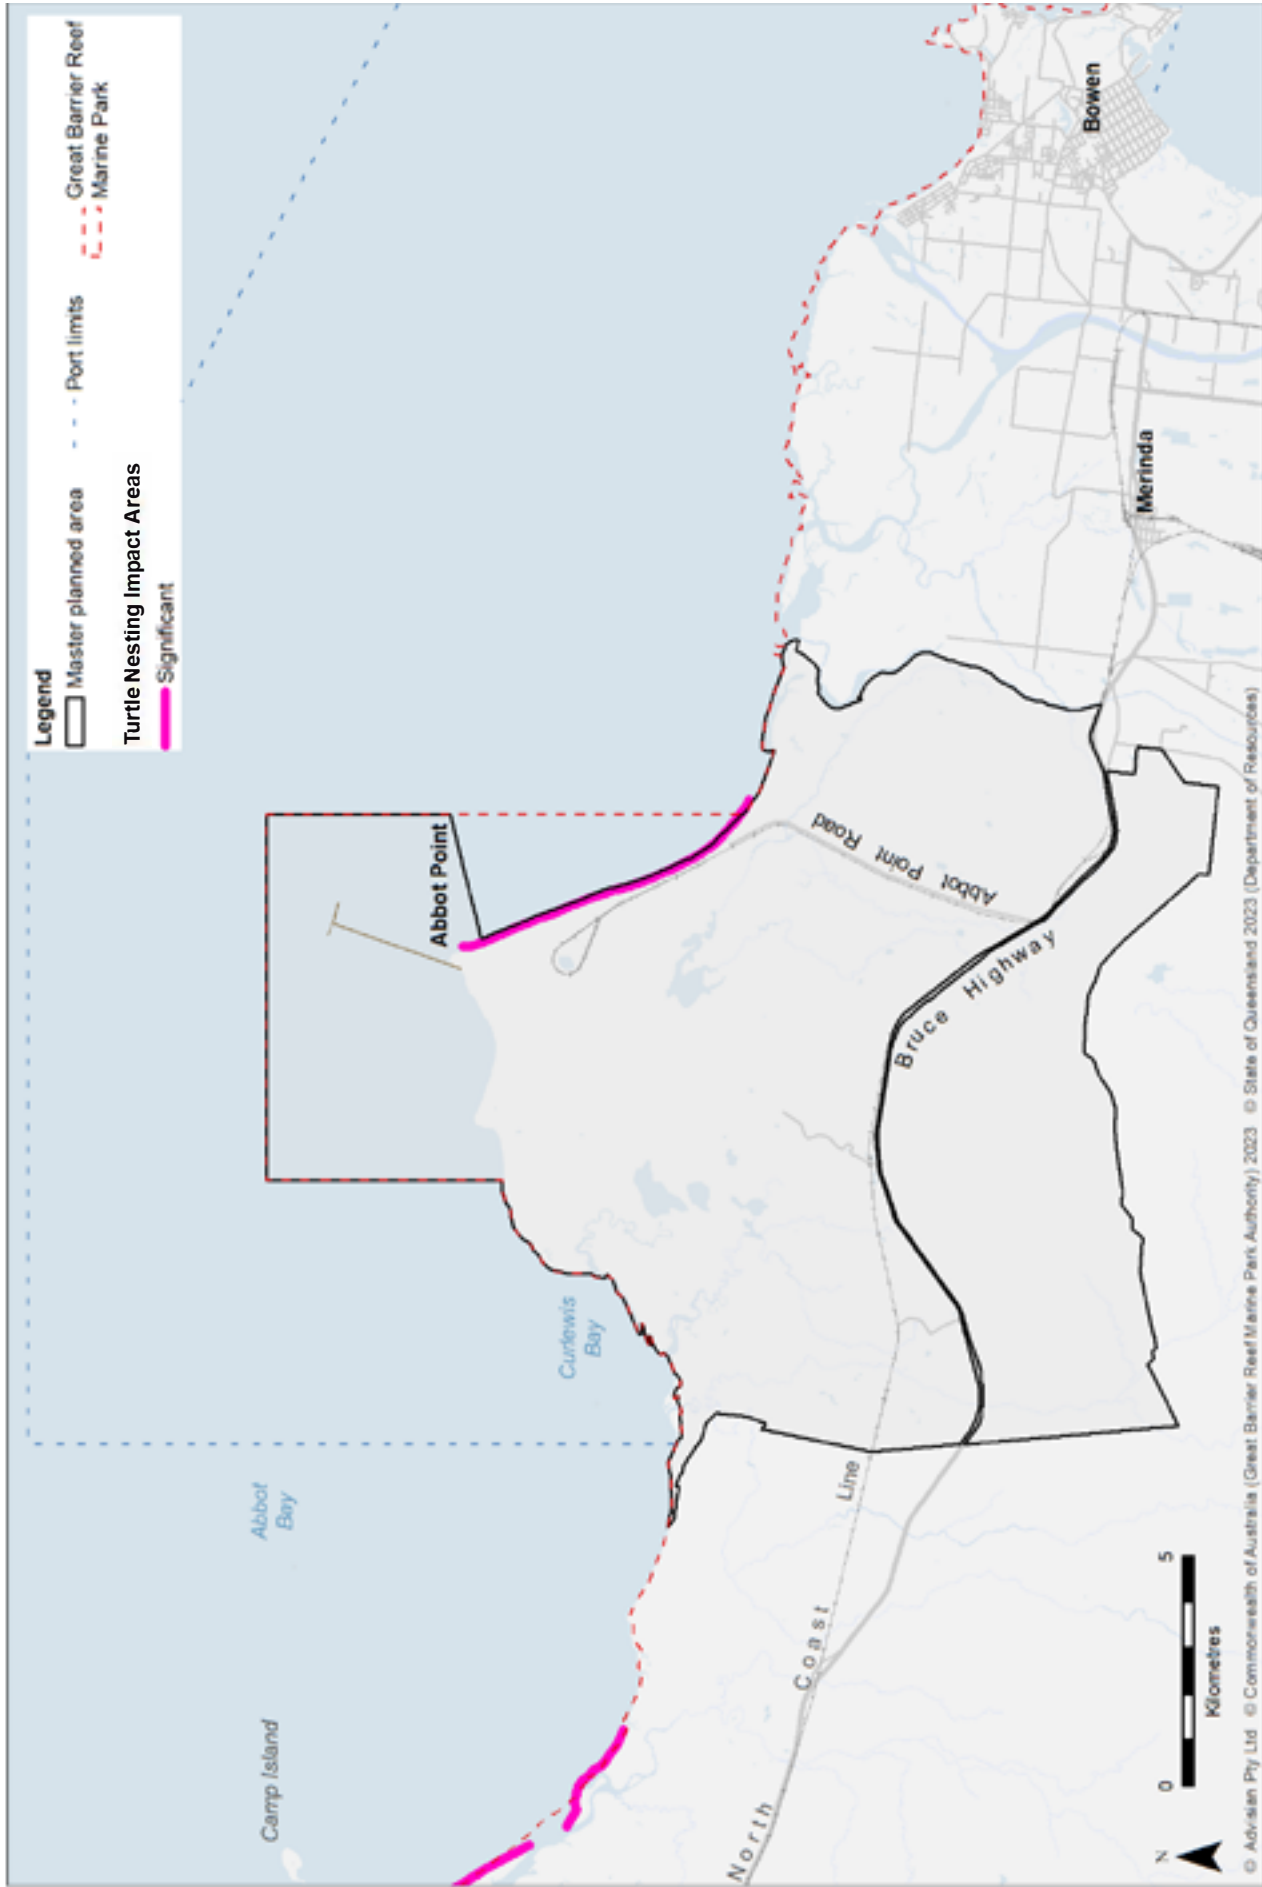 Legend
Master planned area
Port limits
Great Barrier Reef
Marine Park
Turtle Nesting Impact Areas
Significant
Camp Island
Abbot
Bay
Curlewis
Bay
Abbot Point
Abbot Point Road
Bruce Highway
North Coast Line
Merinda
Bowen
N
0 5
Kilometres
© Advisian Pty Ltd © Commonwealth of Australia (Great Barrier Reef Marine Park Authority) 2023 © State of Queensland 2023 (Department of Resources)